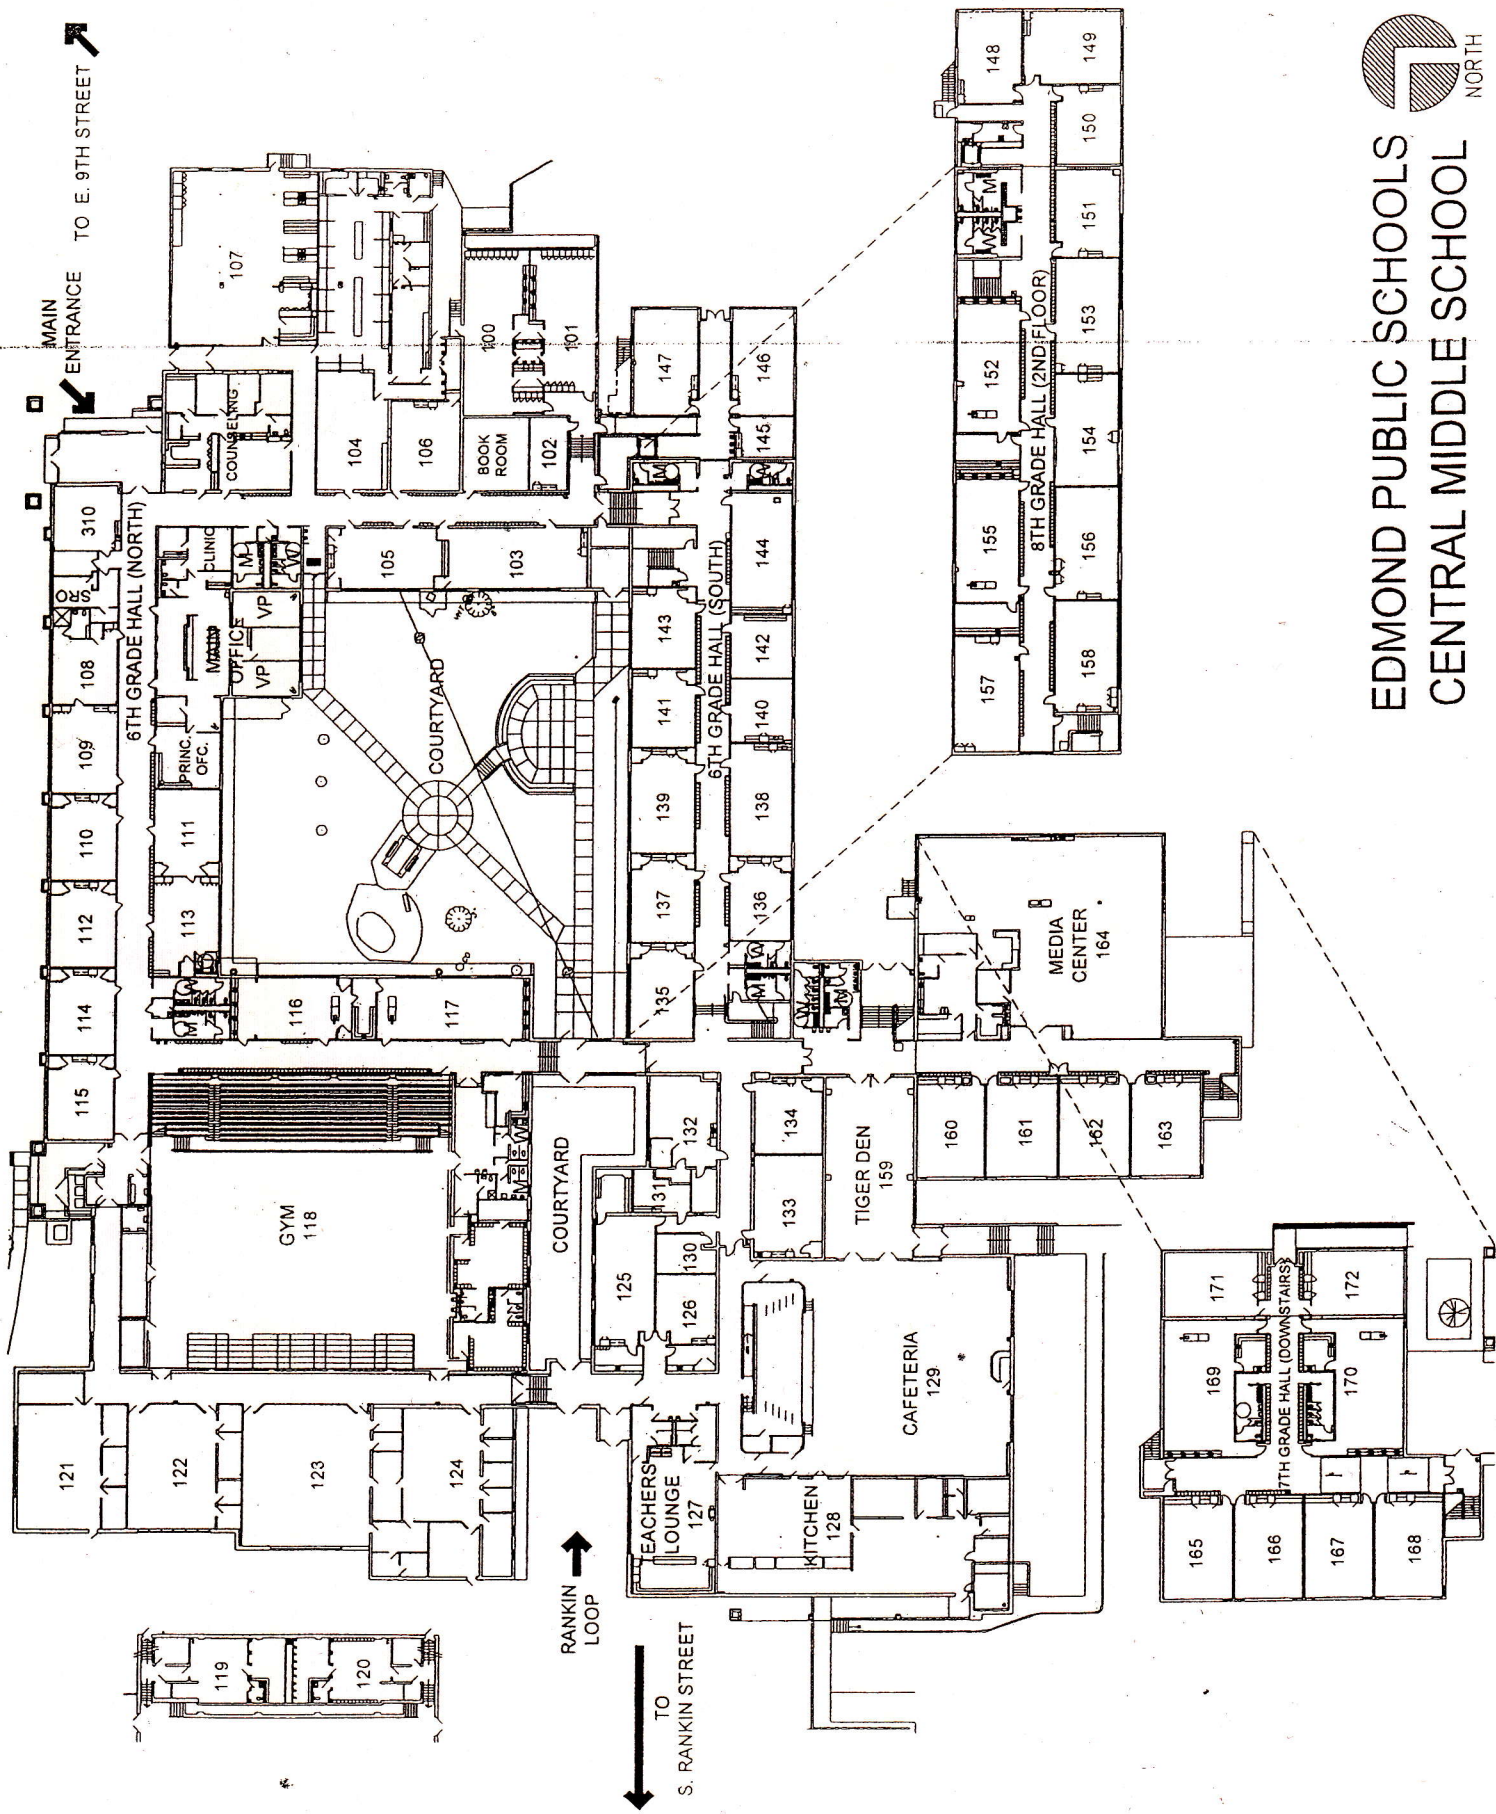 MAIN
ENTRANCE
TO E. 9TH STREET
121
115
114
112
110
109
108
SRO
310
6TH GRADE HALL (NORTH)
122
119
M
W
113
111
PRINC.
OFC.
MAIN
OFFICE
CLINIC
COUNSELING
107
VP
VP
M
W
GYM
118
116
123
120
104
105
106
117
COURTYARD
124
103
BOOK
ROOM
100
102
101
M
W
COURTYARD
RANKIN
LOOP
TO
S. RANKIN STREET
125
131
132
130
126
TEACHERS
LOUNGE
127
135
137
139
141
143
M
147
6TH GRADE HALL (SOUTH)
M
W
136
138
140
142
144
W
145
146
133
134
W
M
KITCHEN
128
TIGER DEN
159
CAFETERIA
129
160
161
162
163
MEDIA
CENTER
164
157
155
152
W
M
148
8TH GRADE HALL (2ND FLOOR)
158
156
154
153
151
150
149
165
166
167
168
169
171
7TH GRADE HALL (DOWNSTAIRS)
170
172
EDMOND PUBLIC SCHOOLS
CENTRAL MIDDLE SCHOOL
NORTH